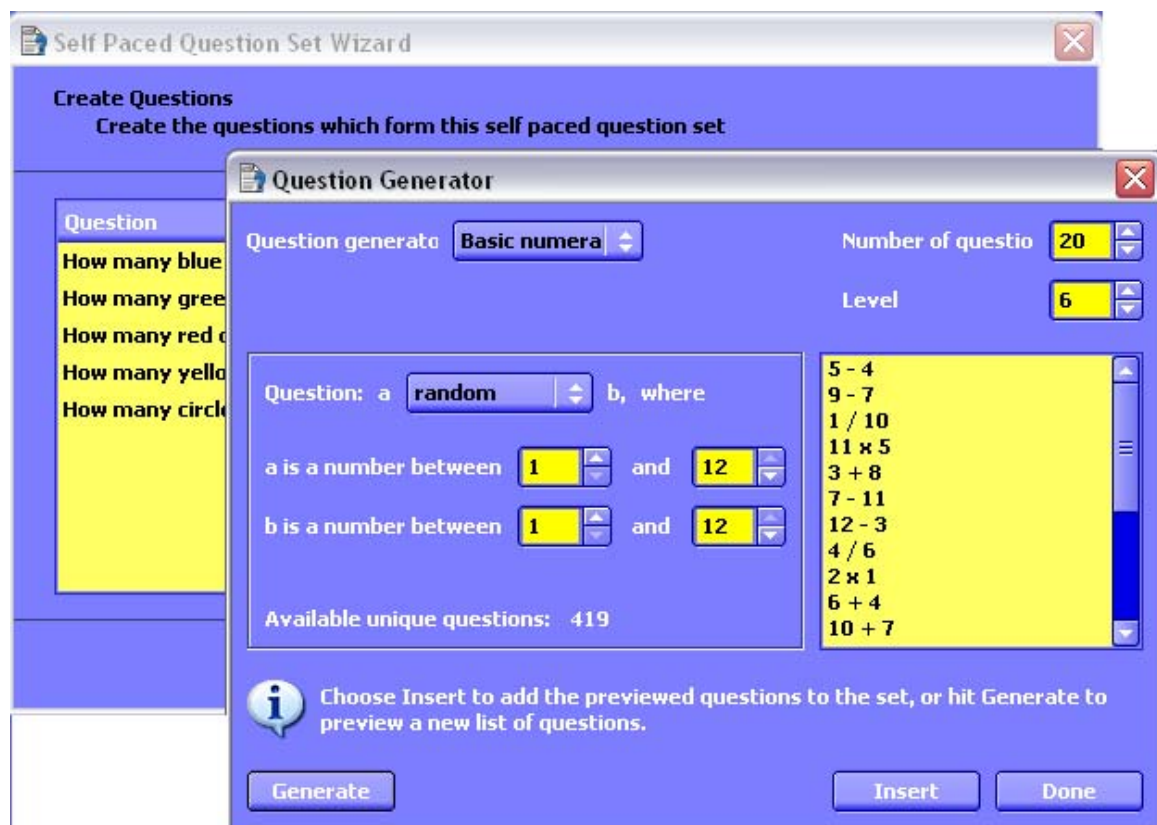 Self Paced Question Set Wizard
Create Questions
Create the questions which form this self paced question set
Question
How many blue
How many gree
How many red
How many yello
How many circle
Question Generator
Question generato Basic numera
Number of questio 20
Level 6
Question: a random b, where
a is a number between 1 and 12
b is a number between 1 and 12
Available unique questions: 419
5 - 4
9 - 7
1 / 10
11 x 5
3 + 8
7 - 11
12 - 3
4 / 6
2 x 1
6 + 4
10 + 7
Choose Insert to add the previewed questions to the set, or hit Generate to
preview a new list of questions.
Generate
Insert
Done